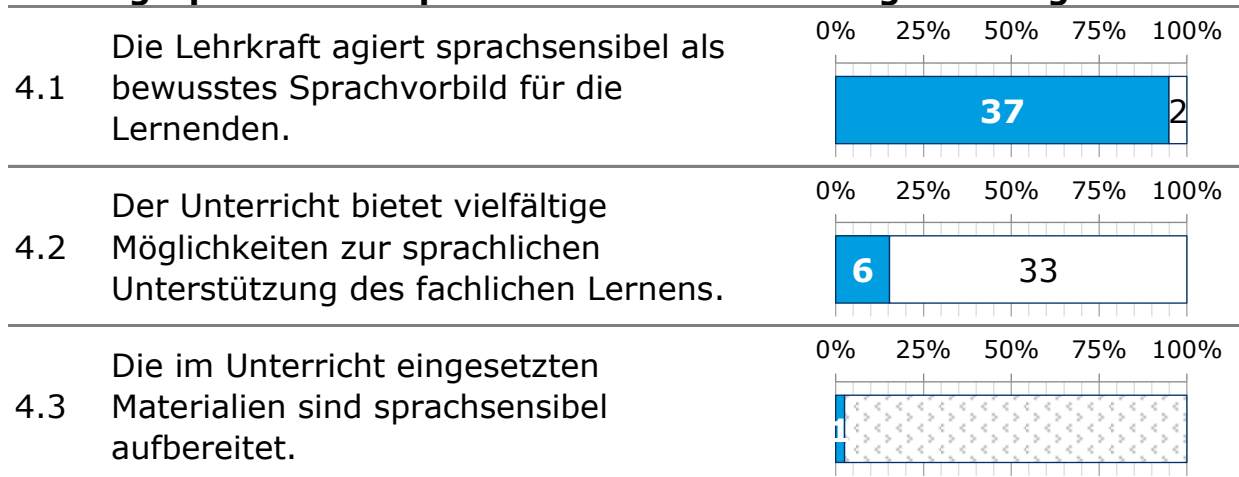 0% 25% 50% 75% 100%
4.1 Die Lehrkraft agiert sprachsensibel als
bewusstes Sprachvorbild für die
Lernenden.
37 2
0% 25% 50% 75% 100%
4.2 Der Unterricht bietet vielfältige
Möglichkeiten zur sprachlichen
Unterstützung des fachlichen Lernens.
6 33
0% 25% 50% 75% 100%
4.3 Die im Unterricht eingesetzten
Materialien sind sprachsensibel
aufbereitet.
1